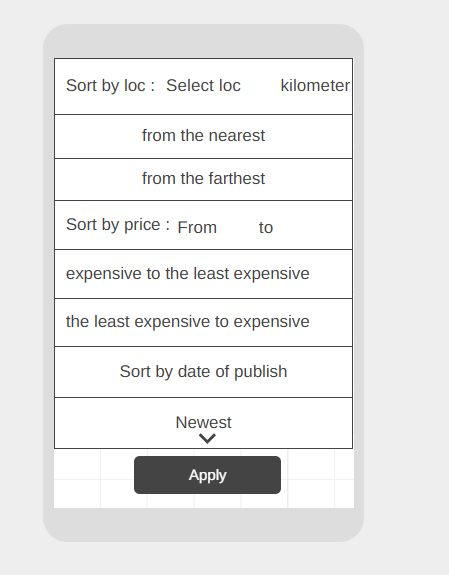 Sort by loc : Select loc kilometer
from the nearest
from the farthest
Sort by price : From to
expensive to the least expensive
the least expensive to expensive
Sort by date of publish
Newest
Apply